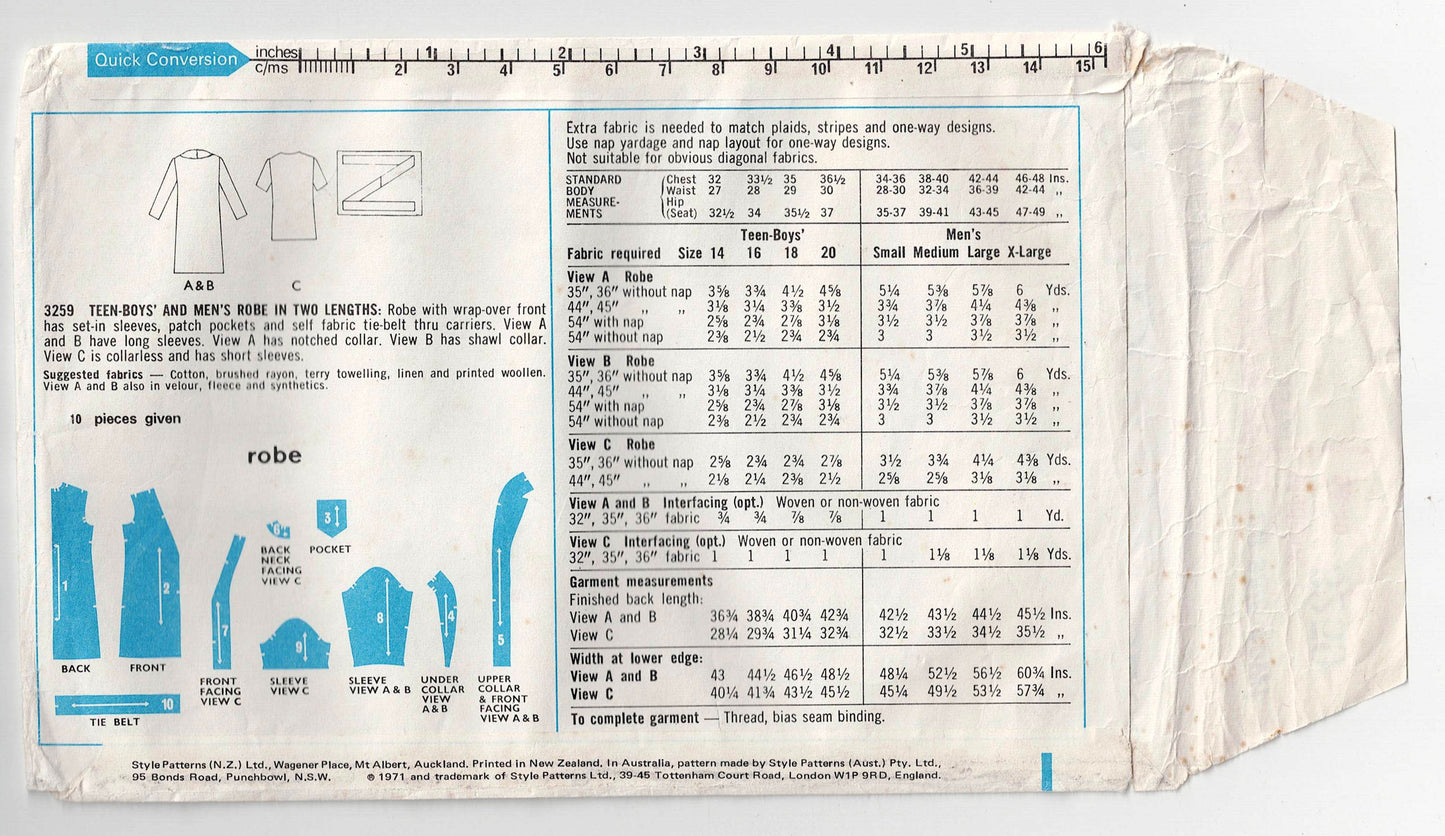 Quick Conversion
inches 1 2 3 4 5 6
c/ms 2 3 4 5 6 7 8 9 10 11 12 13 14 15
A & B
C
3259 TEEN-BOYS' AND MEN'S ROBE IN TWO LENGTHS: Robe with wrap-over front
has set-in sleeves, patch pockets and self fabric tie-belt thru carriers. View A
and B have long sleeves. View A has notched collar. View B has shawl collar.
View C is collarless and has short sleeves.
Suggested fabrics — Cotton, brushed rayon, terry towelling, linen and printed woollen.
View A and B also in velour, fleece and synthetics.
10 pieces given
robe
1
BACK
2
FRONT
7
FRONT
FACING
VIEW C
6
BACK
NECK
FACING
VIEW C
3
POCKET
9
SLEEVE
VIEW C
8
SLEEVE
VIEW A & B
4
UNDER
COLLAR
VIEW
A & B
5
UPPER
COLLAR
& FRONT
FACING
VIEW A & B
10
TIE BELT
Extra fabric is needed to match plaids, stripes and one-way designs.
Use nap yardage and nap layout for one-way designs.
Not suitable for obvious diagonal fabrics.
STANDARD Chest 32 33½ 35 36½ 34-36 38-40 42-44 46-48 Ins.
BODY Waist 27 28 29 30 28-30 32-34 36-39 42-44 ,,
MEASURE- Hip
MENTS (Seat) 32½ 34 35½ 37 35-37 39-41 43-45 47-49 ,,
Teen-Boys' Men's
Fabric required Size 14 16 18 20 Small Medium Large X-Large
View A Robe
35", 36" without nap 3⅝ 3¾ 4½ 4⅝ 5¼ 5⅜ 5⅞ 6 Yds.
44", 45" ,, ,, 3⅛ 3¼ 3⅜ 3½ 3¾ 3⅞ 4¼ 4⅜ ,,
54" with nap 2⅝ 2¾ 2⅞ 3⅛ 3½ 3½ 3⅞ 3⅞ ,,
54" without nap 2⅜ 2½ 2¾ 2¾ 3 3 3½ 3½ ,,
View B Robe
35", 36" without nap 3⅝ 3¾ 4½ 4⅝ 5¼ 5⅜ 5⅞ 6 Yds.
44", 45" ,, ,, 3⅛ 3¼ 3⅜ 3½ 3¾ 3⅞ 4¼ 4⅜ ,,
54" with nap 2⅝ 2¾ 2⅞ 3⅛ 3½ 3½ 3⅞ 3⅞ ,,
54" without nap 2⅜ 2½ 2¾ 2¾ 3 3 3½ 3½ ,,
View C Robe
35", 36" without nap 2⅝ 2¾ 2¾ 2⅞ 3½ 3¾ 4¼ 4⅜ Yds.
44", 45" ,, ,, 2⅛ 2¼ 2⅜ 2½ 2⅝ 2⅝ 3⅛ 3⅛ ,,
View A and B Interfacing (opt.) Woven or non-woven fabric
32", 35", 36" fabric ¾ ¾ ⅞ ⅞ 1 1 1 1 Yd.
View C Interfacing (opt.) Woven or non-woven fabric
32", 35", 36" fabric 1 1 1 1 1 1⅛ 1⅛ 1⅛ Yds.
Garment measurements
Finished back length:
View A and B 36¾ 38¾ 40¾ 42¾ 42½ 43½ 44½ 45½ Ins.
View C 28¼ 29¾ 31¼ 32¾ 32½ 33½ 34½ 35½ ,,
Width at lower edge:
View A and B 43 44½ 46½ 48½ 48¼ 52½ 56½ 60¾ Ins.
View C 40¼ 41¾ 43½ 45½ 45¼ 49½ 53½ 57¾ ,,
To complete garment — Thread, bias seam binding.
Style Patterns (N.Z.) Ltd., Wagener Place, Mt Albert, Auckland. Printed in New Zealand. In Australia, pattern made by Style Patterns (Aust.) Pty. Ltd.,
95 Bonds Road, Punchbowl, N.S.W. © 1971 and trademark of Style Patterns Ltd., 39-45 Tottenham Court Road, London W1P 9RD, England.